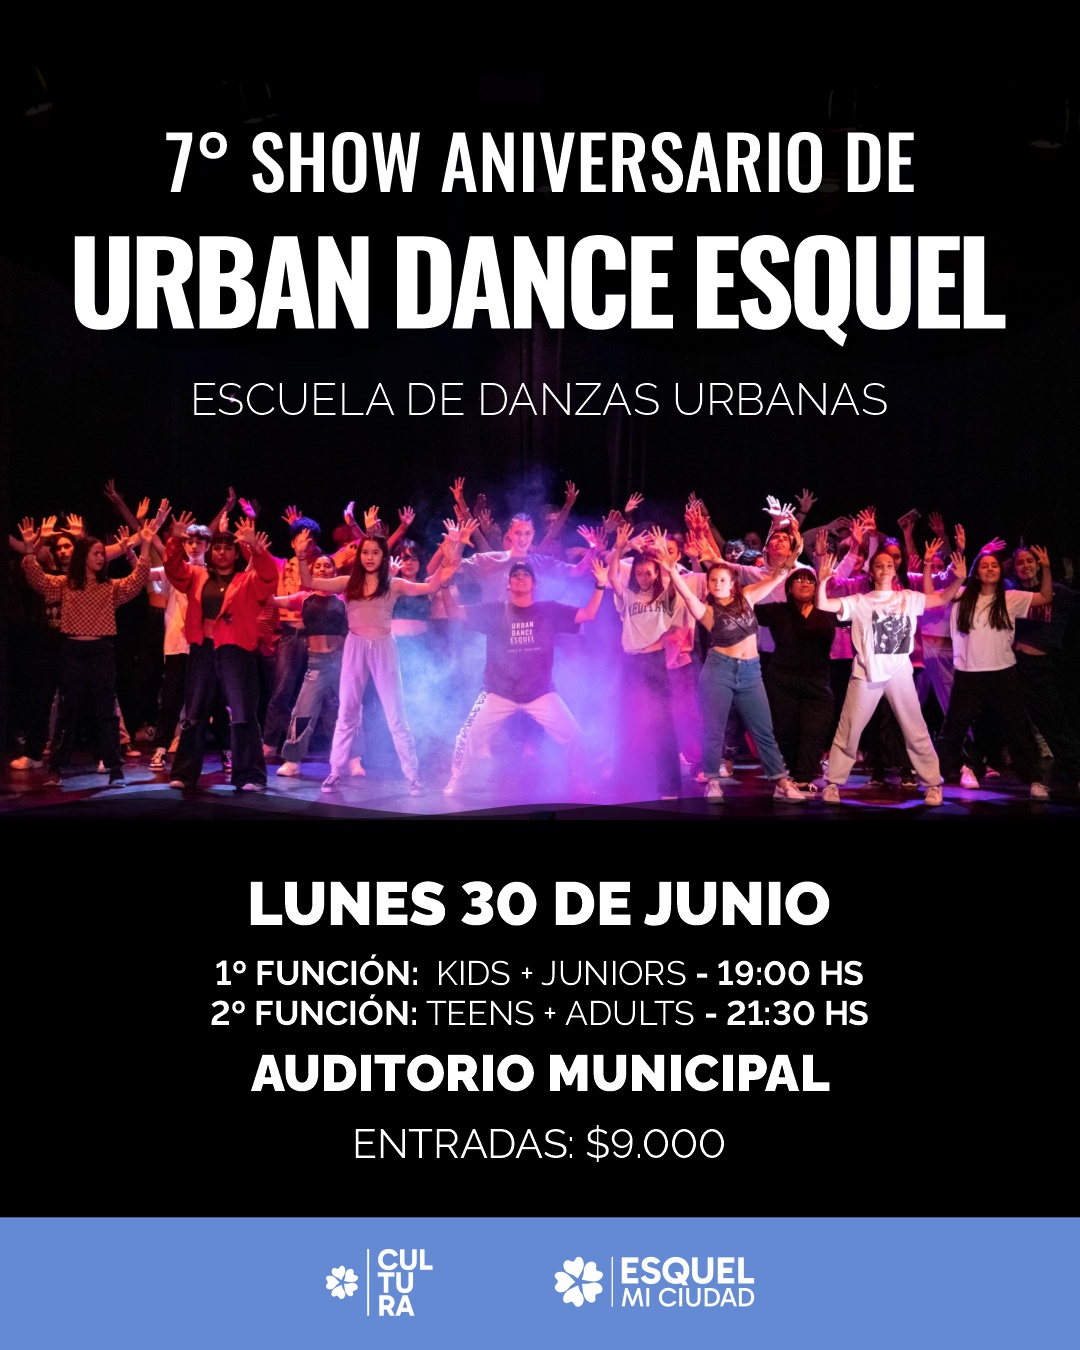 7° SHOW ANIVERSARIO DE
URBAN DANCE ESQUEL
ESCUELA DE DANZAS URBANAS
URBAN
DANCE
ESQUEL
LUNES 30 DE JUNIO
1º FUNCIÓN: KIDS + JUNIORS - 19:00 HS
2º FUNCIÓN: TEENS + ADULTS - 21:30 HS
AUDITORIO MUNICIPAL
ENTRADAS: $9.000
CUL
TU
RA
ESQUEL
MI CIUDAD